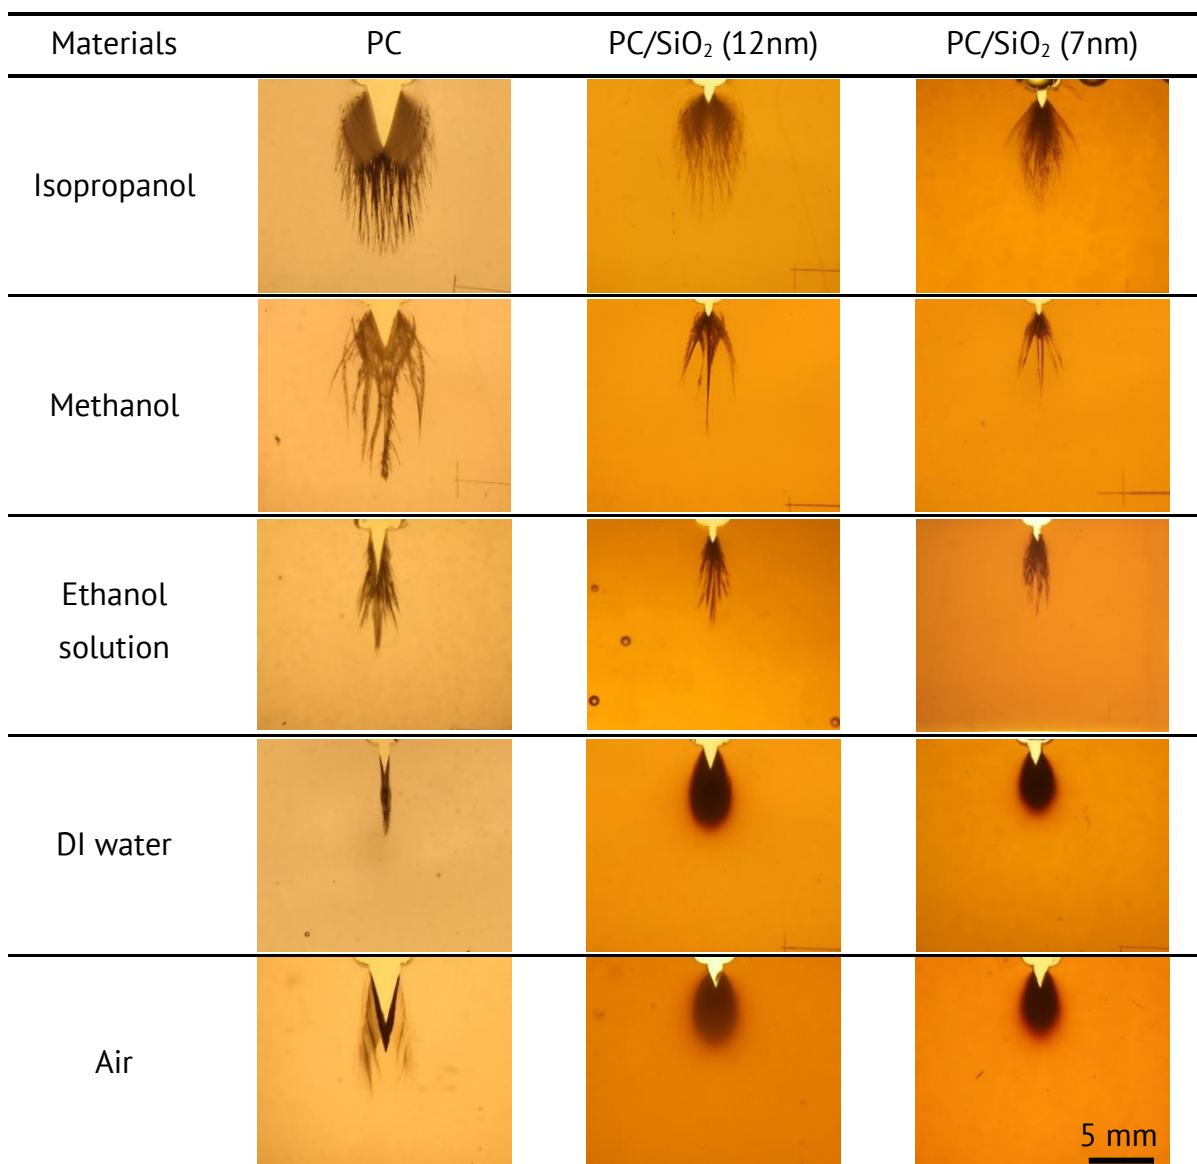 Materials PC PC/SiO₂ (12nm) PC/SiO₂ (7nm)
Isopropanol
Methanol
Ethanol
solution
DI water
Air
5 mm